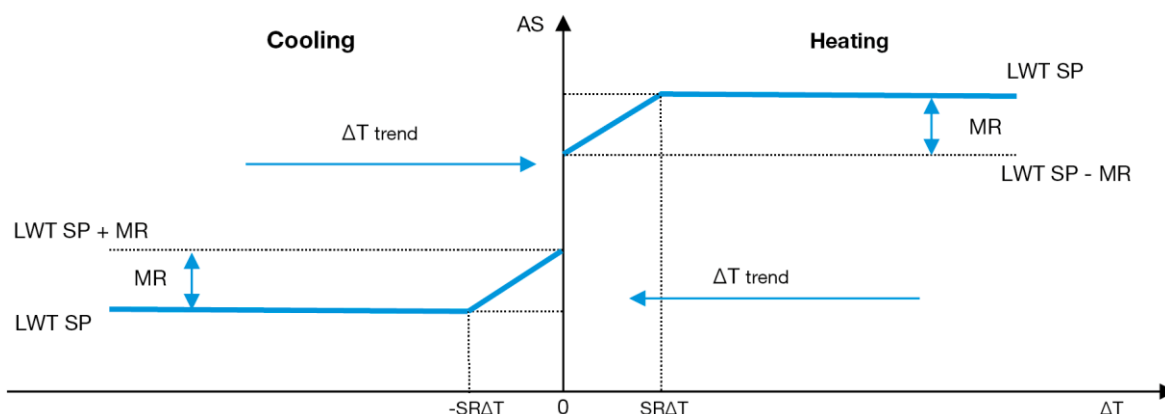 AS
Cooling
Heating
LWT SP
ΔT trend
MR
LWT SP - MR
LWT SP + MR
MR
ΔT trend
LWT SP
-SRΔT
0
SRΔT
ΔT